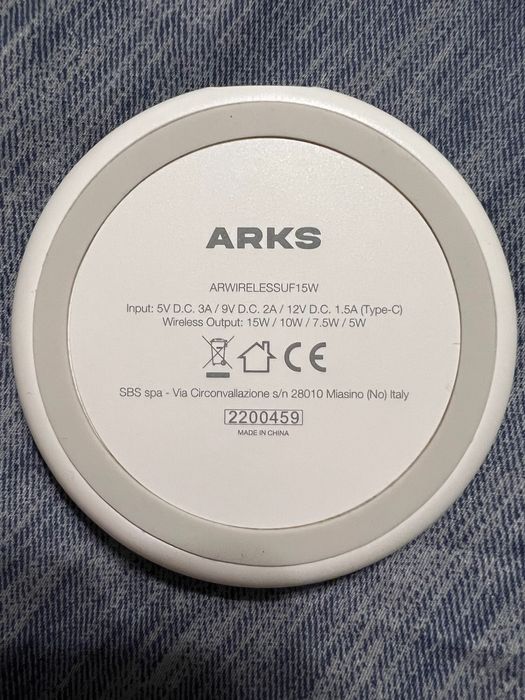 ARKS
ARWIRELESSUF15W
Input: 5V D.C. 3A / 9V D.C. 2A / 12V D.C. 1.5A (Type-C)
Wireless Output: 15W / 10W / 7.5W / 5W
CE
SBS spa - Via Circonvallazione s/n 28010 Miasino (No) Italy
2200459
MADE IN CHINA